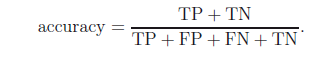 accuracy = (TP + TN) / (TP + FP + FN + TN).